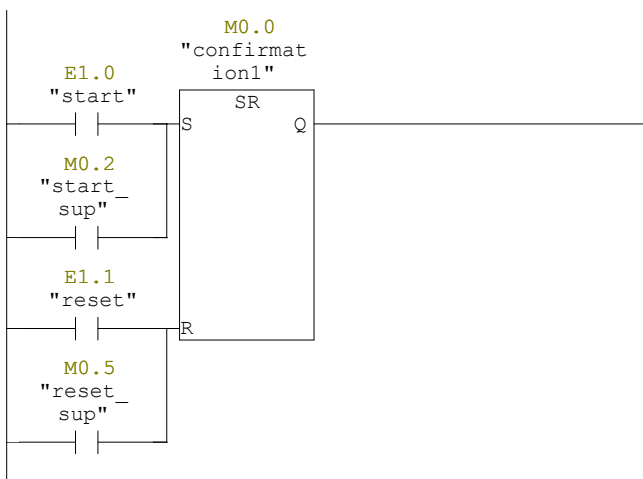 M0.0
"confirmat
ion1"
E1.0
"start"
SR
S
Q
M0.2
"start_
sup"
E1.1
"reset"
R
M0.5
"reset_
sup"